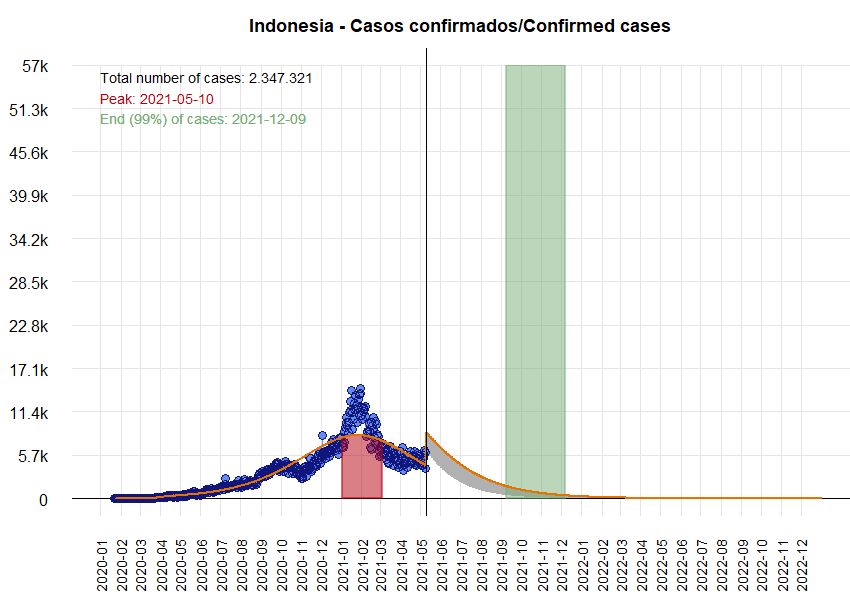 Indonesia - Casos confirmados/Confirmed cases
57k
51.3k
45.6k
39.9k
34.2k
28.5k
22.8k
17.1k
11.4k
5.7k
0
Total number of cases: 2.347.321
Peak: 2021-05-10
End (99%) of cases: 2021-12-09
2020-01
2020-02
2020-03
2020-04
2020-05
2020-06
2020-07
2020-08
2020-09
2020-10
2020-11
2020-12
2021-01
2021-02
2021-03
2021-04
2021-05
2021-06
2021-07
2021-08
2021-09
2021-10
2021-11
2021-12
2022-01
2022-02
2022-03
2022-04
2022-05
2022-06
2022-07
2022-08
2022-09
2022-10
2022-11
2022-12